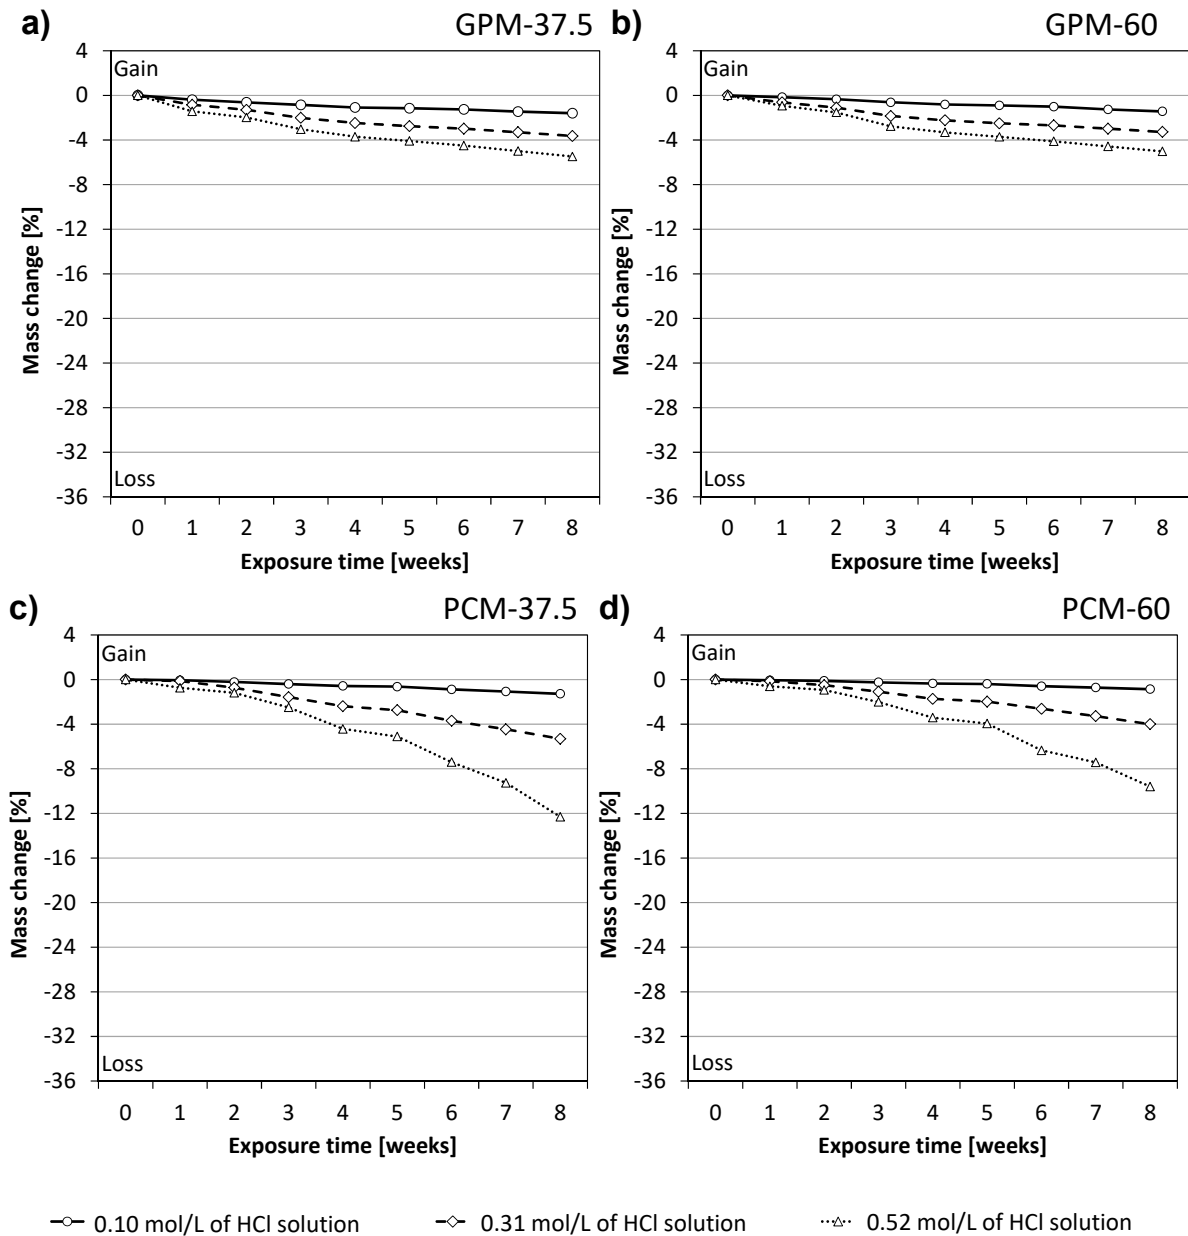 a) GPM-37.5
4
Gain
0
-4
-8
-12
-16
-20
-24
-28
-32
Loss
-36
Mass change [%]
0 1 2 3 4 5 6 7 8
Exposure time [weeks]
b) GPM-60
4
Gain
0
-4
-8
-12
-16
-20
-24
-28
-32
Loss
-36
Mass change [%]
0 1 2 3 4 5 6 7 8
Exposure time [weeks]
c) PCM-37.5
4
Gain
0
-4
-8
-12
-16
-20
-24
-28
-32
Loss
-36
Mass change [%]
0 1 2 3 4 5 6 7 8
Exposure time [weeks]
d) PCM-60
4
Gain
0
-4
-8
-12
-16
-20
-24
-28
-32
Loss
-36
Mass change [%]
0 1 2 3 4 5 6 7 8
Exposure time [weeks]
0.10 mol/L of HCl solution 0.31 mol/L of HCl solution 0.52 mol/L of HCl solution